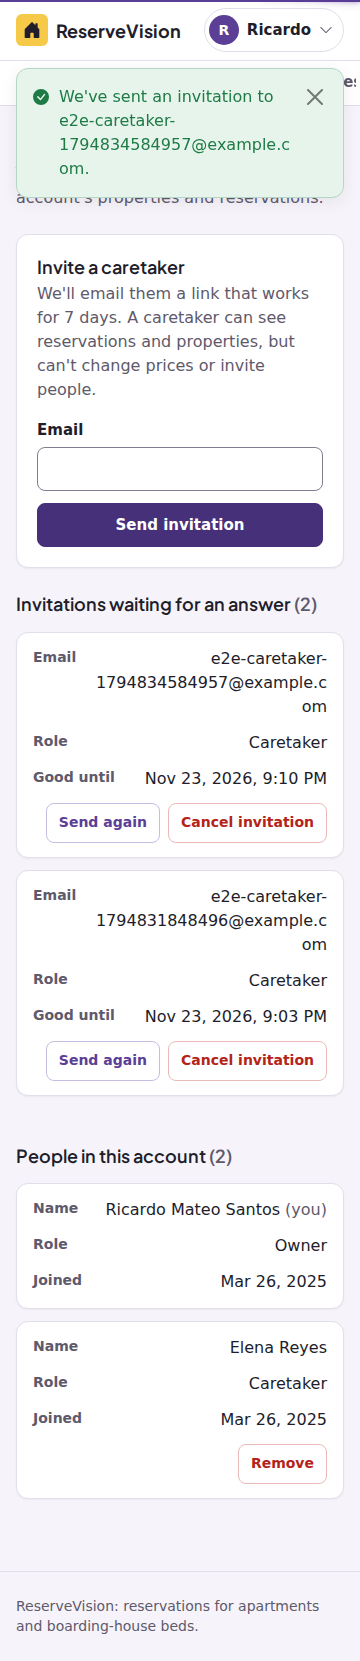 ReserveVision
R Ricardo
We've sent an invitation to
e2e-caretaker-
1794834584957@example.c
om.
account's properties and reservations.
Invite a caretaker
We'll email them a link that works
for 7 days. A caretaker can see
reservations and properties, but
can't change prices or invite
people.
Email
Send invitation
Invitations waiting for an answer (2)
Email e2e-caretaker-
1794834584957@example.c
om
Role Caretaker
Good until Nov 23, 2026, 9:10 PM
Send again Cancel invitation
Email e2e-caretaker-
1794831848496@example.c
om
Role Caretaker
Good until Nov 23, 2026, 9:03 PM
Send again Cancel invitation
People in this account (2)
Name Ricardo Mateo Santos (you)
Role Owner
Joined Mar 26, 2025
Name Elena Reyes
Role Caretaker
Joined Mar 26, 2025
Remove
ReserveVision: reservations for apartments
and boarding-house beds.